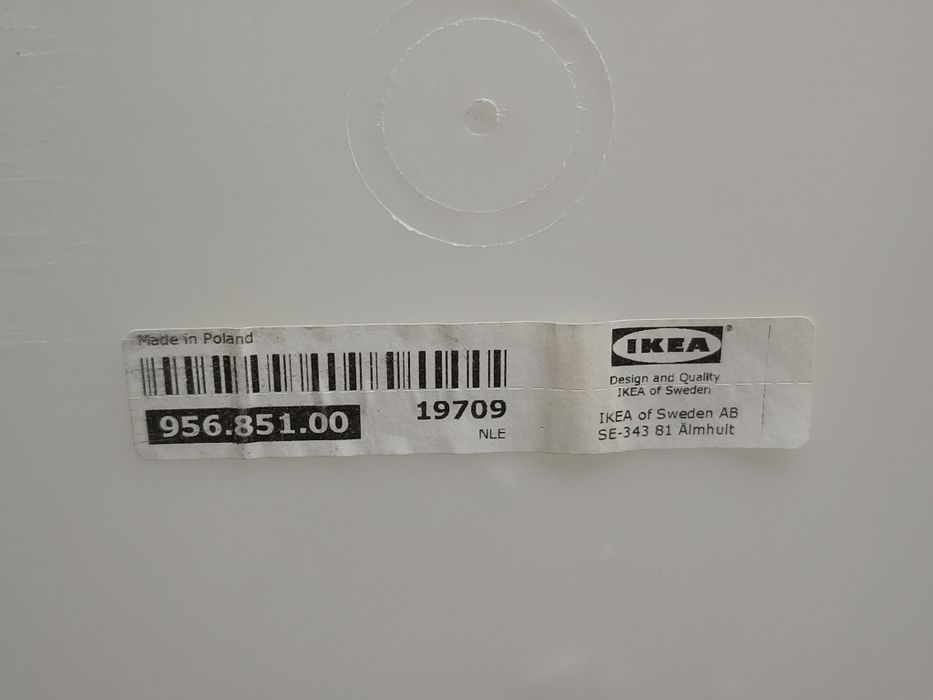 Made in Poland
956.851.00
19709
NLE
IKEA®
Design and Quality
IKEA of Sweden
IKEA of Sweden AB
SE-343 81 Älmhult